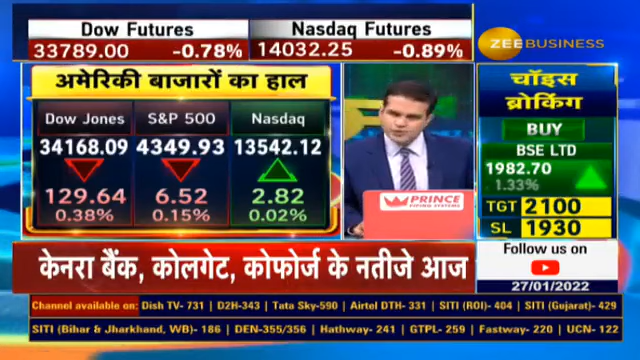 Dow Futures
33789.00 -0.78%
Nasdaq Futures
14032.25 -0.89%
ZEE BUSINESS
अमेरिकी बाजारों का हाल
Dow Jones S&P 500 Nasdaq
34168.09 4349.93 13542.12
129.64 6.52 2.82
0.38% 0.15% 0.02%
PRINCE
PIPING SYSTEMS
चॉइस
ब्रोकिंग
BUY
BSE LTD
1982.70
1.33%
TGT 2100
SL 1930
केनरा बैंक, कोलगेट, कोफोर्ज के नतीजे आज
Follow us on
27/01/2022
Channel available on: Dish TV- 731 | D2H-343 | Tata Sky-590 | Airtel DTH- 331 | SITI (ROI)- 404 | SITI (Gujarat)- 429
SITI (Bihar & Jharkhand, WB)- 186 | DEN-355/356 | Hathway- 241 | GTPL- 259 | Fastway- 220 | UCN- 122